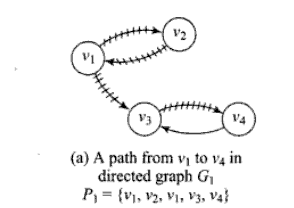 v₂
v₁
v₃
v₄
(a) A path from v₁ to v₄ in
directed graph G₁
P₁ = {v₁, v₂, v₁, v₃, v₄}